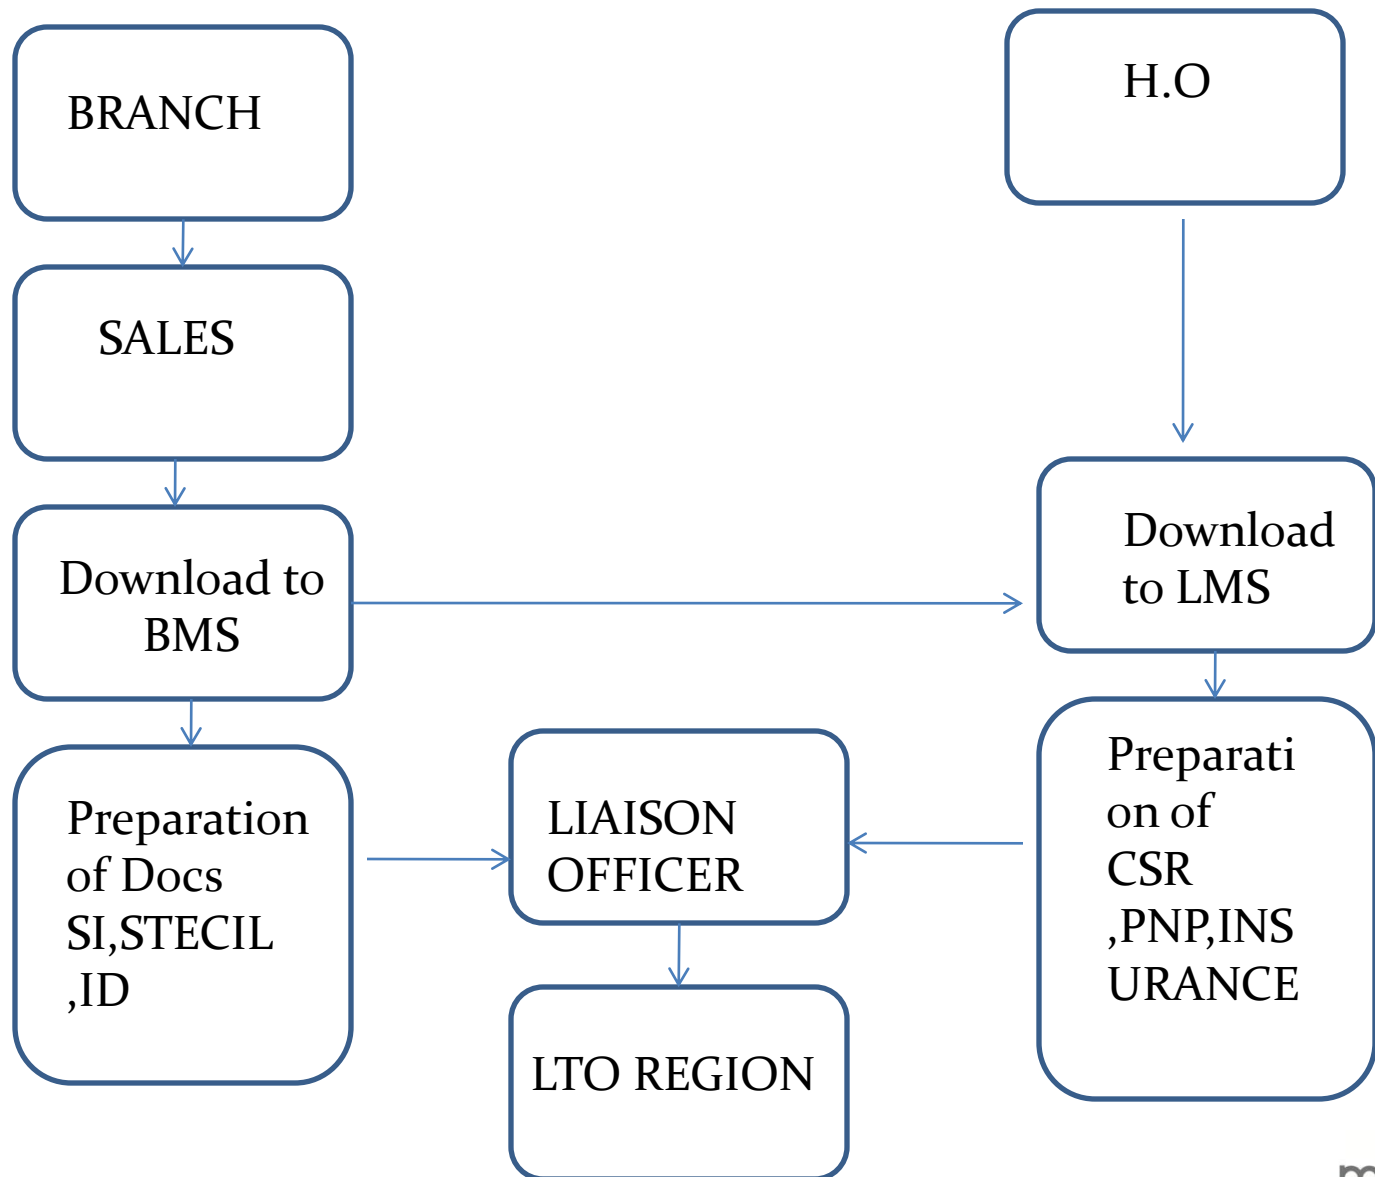 BRANCH
H.O
SALES
Download to
BMS
Download
to LMS
Preparation
of Docs
SI,STECIL
,ID
LIAISON
OFFICER
Preparati
on of
CSR
,PNP,INS
URANCE
LTO REGION